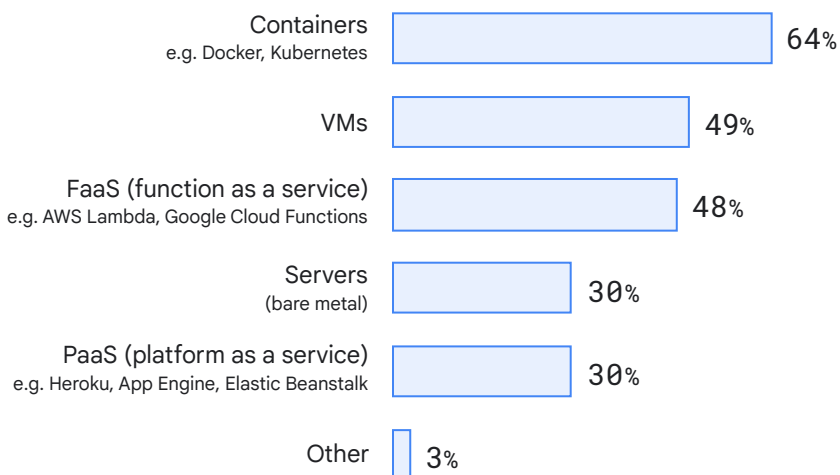 Containers
e.g. Docker, Kubernetes
64%
VMs
49%
FaaS (function as a service)
e.g. AWS Lambda, Google Cloud Functions
48%
Servers
(bare metal)
30%
PaaS (platform as a service)
e.g. Heroku, App Engine, Elastic Beanstalk
30%
Other
3%